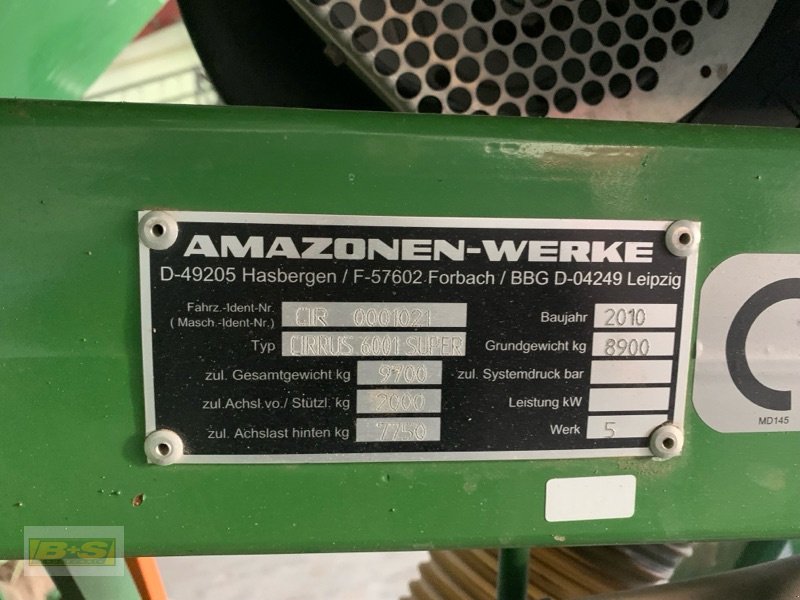 AMAZONEN-WERKE
D-49205 Hasbergen / F-57602 Forbach / BBG D-04249 Leipzig
Fahrz.-Ident-Nr. ( Masch.-Ident-Nr.) CIR 0001021 Baujahr 2010
Typ CIRRUS 6001 SUPER Grundgewicht kg 8900
zul. Gesamtgewicht kg 9700 zul. Systemdruck bar
zul.Achsl.vo./ Stützl. kg 2000 Leistung kW
zul. Achslast hinten kg 7750 Werk 5
MD145
B+S